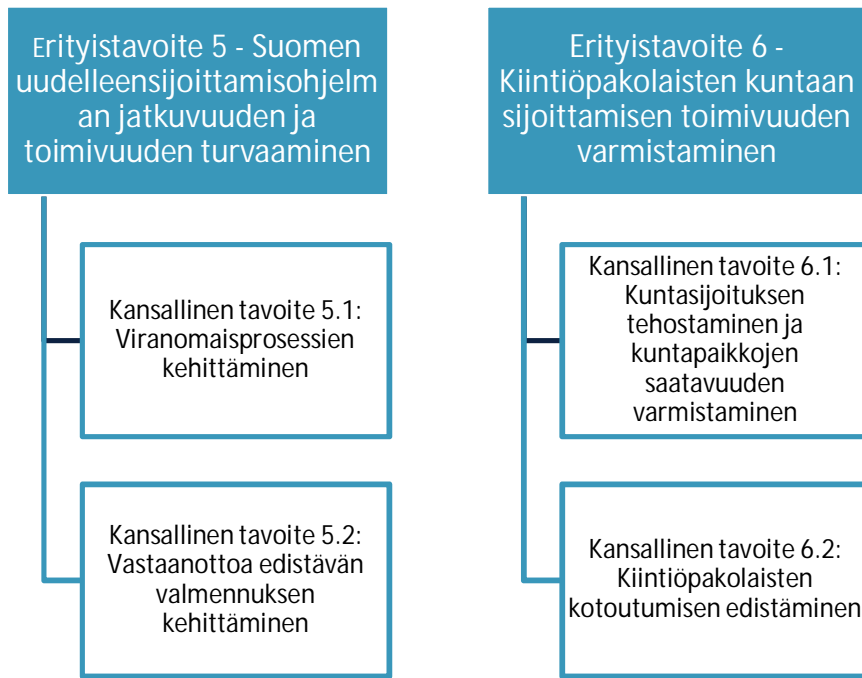 Erityistavoite 5 - Suomen
uudelleensijoittamisohjelm
an jatkuvuuden ja
toimivuuden turvaaminen
Kansallinen tavoite 5.1:
Viranomaisprosessien
kehittäminen
Kansallinen tavoite 5.2:
Vastaanottoa edistävän
valmennuksen
kehittäminen
Erityistavoite 6 -
Kiintiöpakolaisten kuntaan
sijoittamisen toimivuuden
varmistaminen
Kansallinen tavoite 6.1:
Kuntasijoituksen
tehostaminen ja
kuntapaikkojen
saatavuuden
varmistaminen
Kansallinen tavoite 6.2:
Kiintiöpakolaisten
kotoutumisen edistäminen